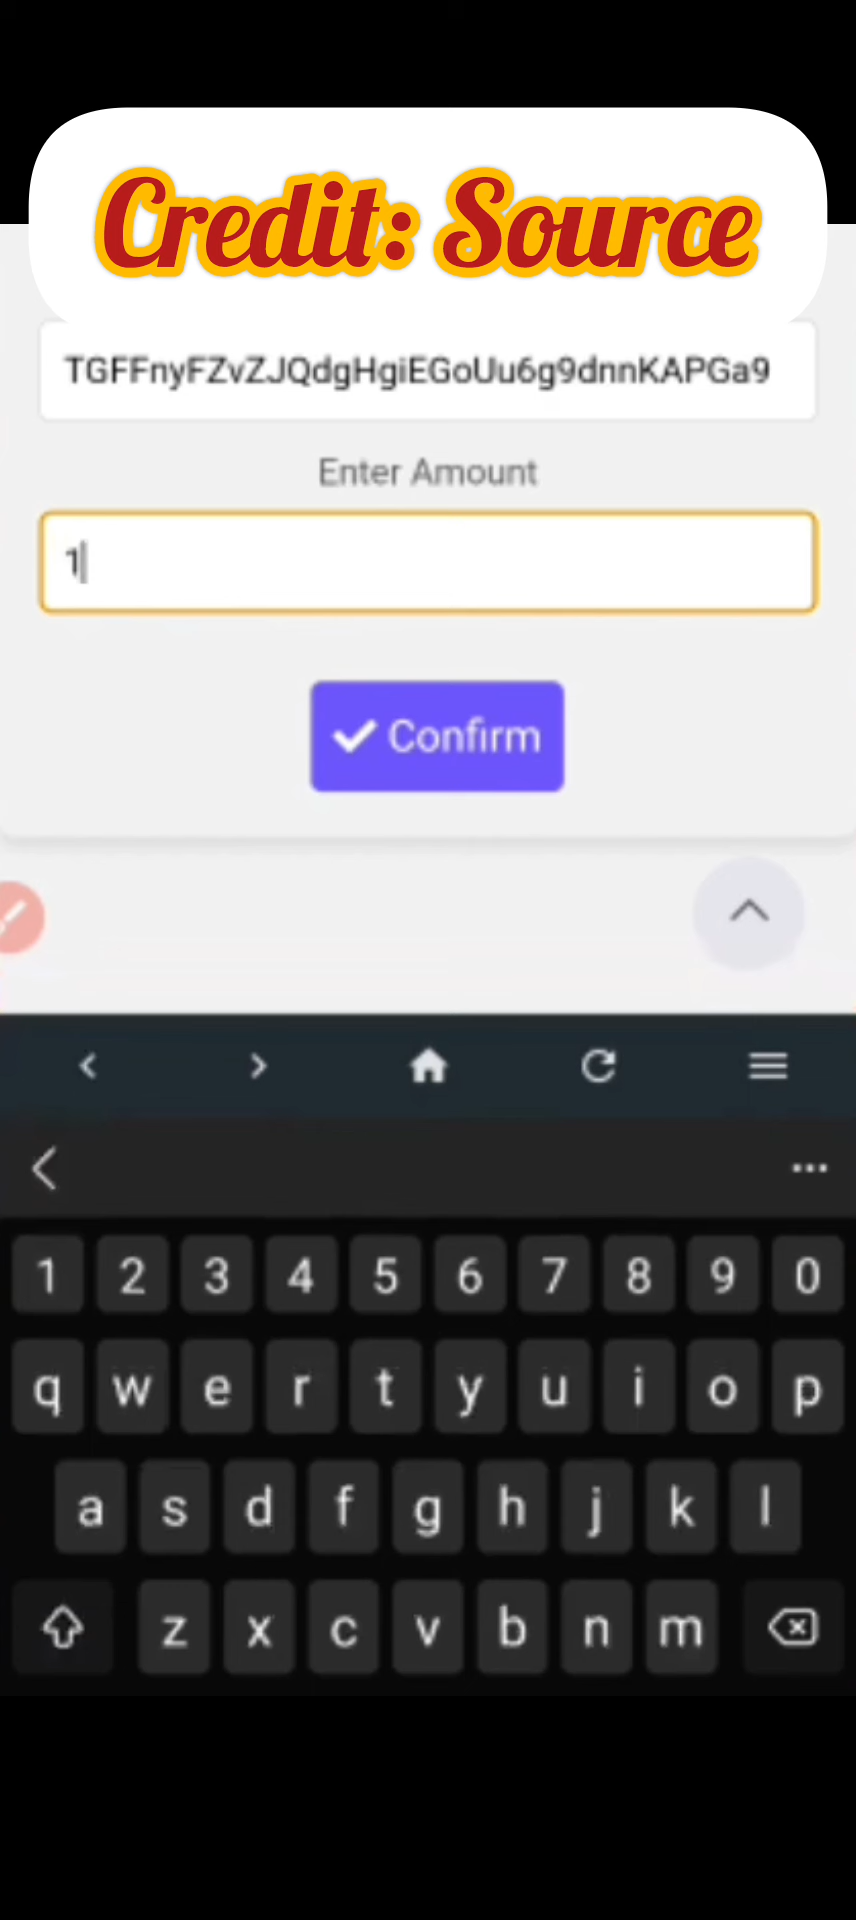 Credit: Source
TGFFnyFZvZJQdgHgiEGoUu6g9dnnKAPGa9
Enter Amount
1
Confirm
1 2 3 4 5 6 7 8 9 0
q w e r t y u i o p
a s d f g h j k l
z x c v b n m